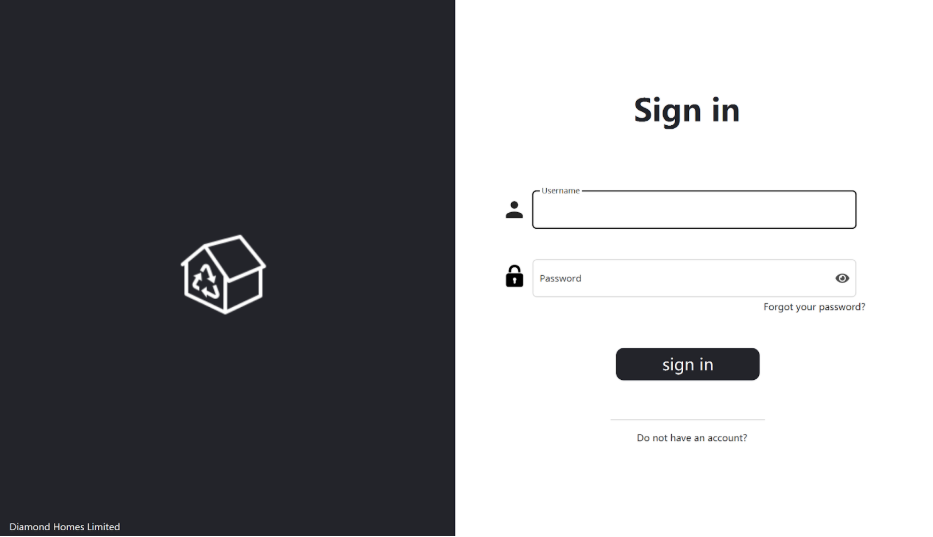 Sign in
Username
Password
Forgot your password?
sign in
Do not have an account?
Diamond Homes Limited